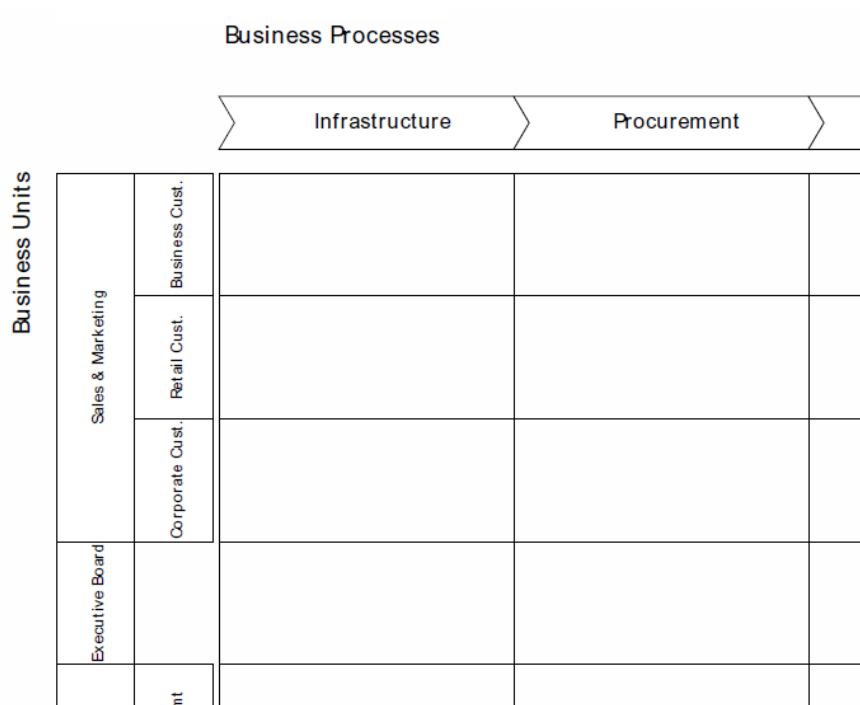 Business Processes
Infrastructure
Procurement
Business Units
Sales & Marketing
Business Cust.
Retail Cust.
Corporate Cust.
Executive Board